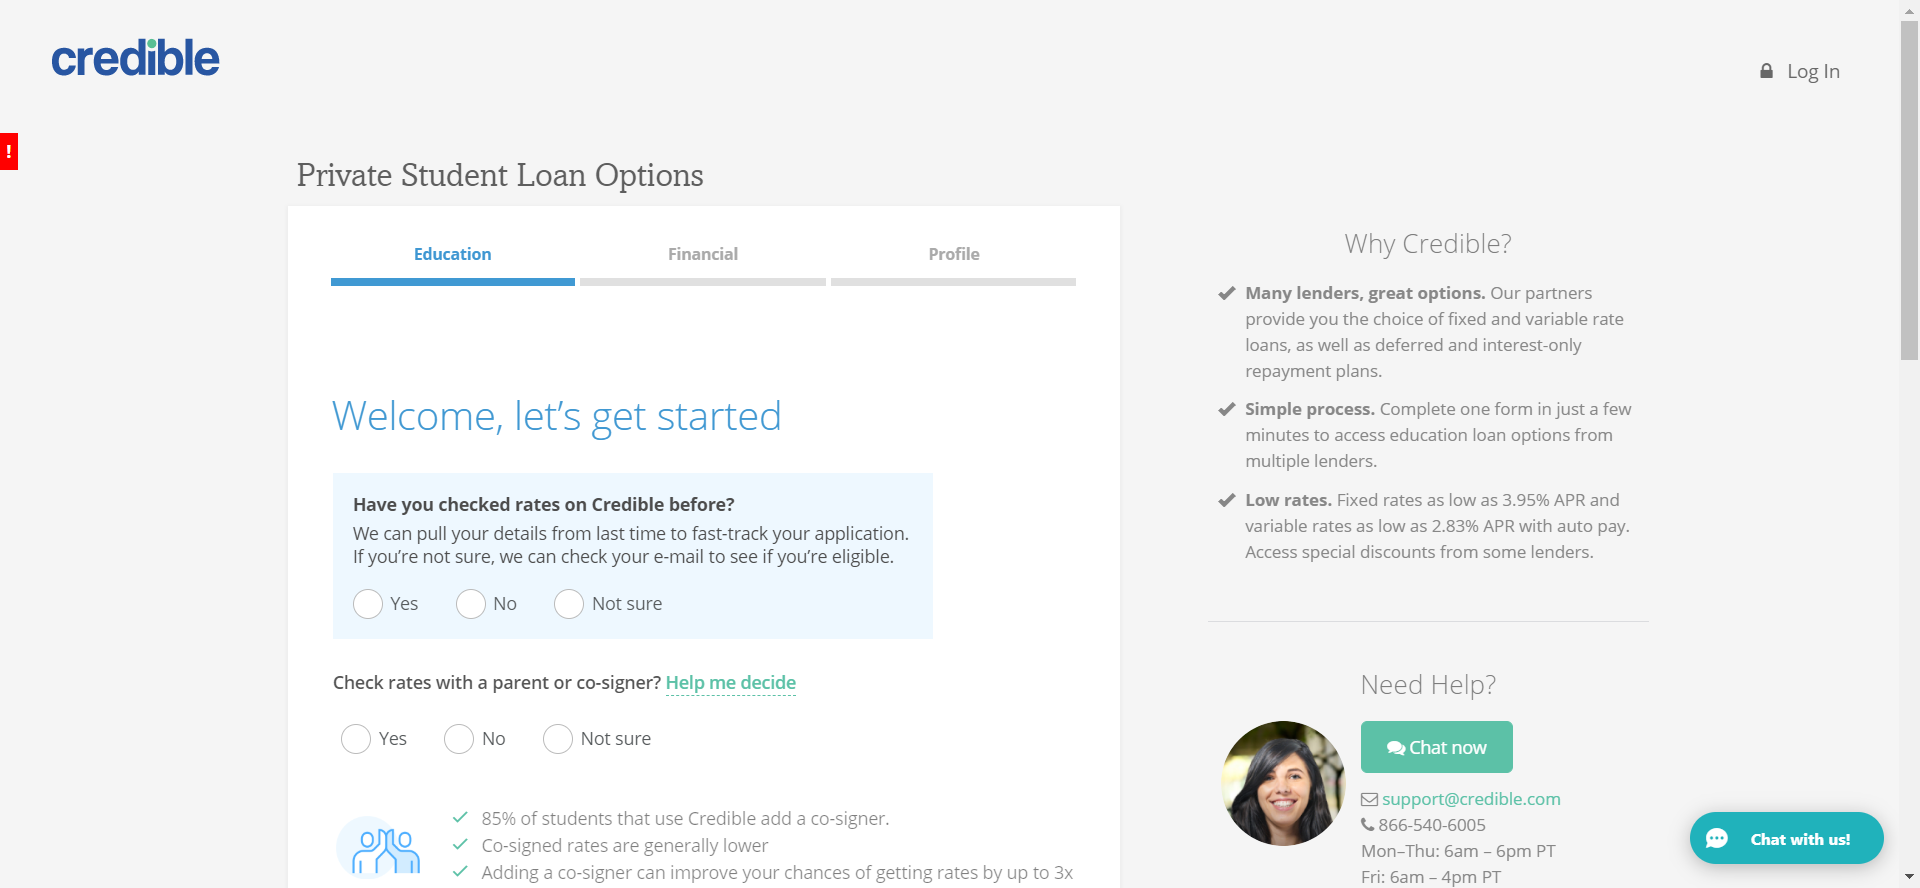 credible
Log In
!
Private Student Loan Options
Education
Financial
Profile
Welcome, let’s get started
Have you checked rates on Credible before?
We can pull your details from last time to fast-track your application.
If you’re not sure, we can check your e-mail to see if you’re eligible.
Yes
No
Not sure
Check rates with a parent or co-signer? Help me decide
Yes
No
Not sure
85% of students that use Credible add a co-signer.
Co-signed rates are generally lower
Adding a co-signer can improve your chances of getting rates by up to 3x
Why Credible?
Many lenders, great options. Our partners
provide you the choice of fixed and variable rate
loans, as well as deferred and interest-only
repayment plans.
Simple process. Complete one form in just a few
minutes to access education loan options from
multiple lenders.
Low rates. Fixed rates as low as 3.95% APR and
variable rates as low as 2.83% APR with auto pay.
Access special discounts from some lenders.
Need Help?
Chat now
support@credible.com
866-540-6005
Mon–Thu: 6am – 6pm PT
Fri: 6am – 4pm PT
Chat with us!